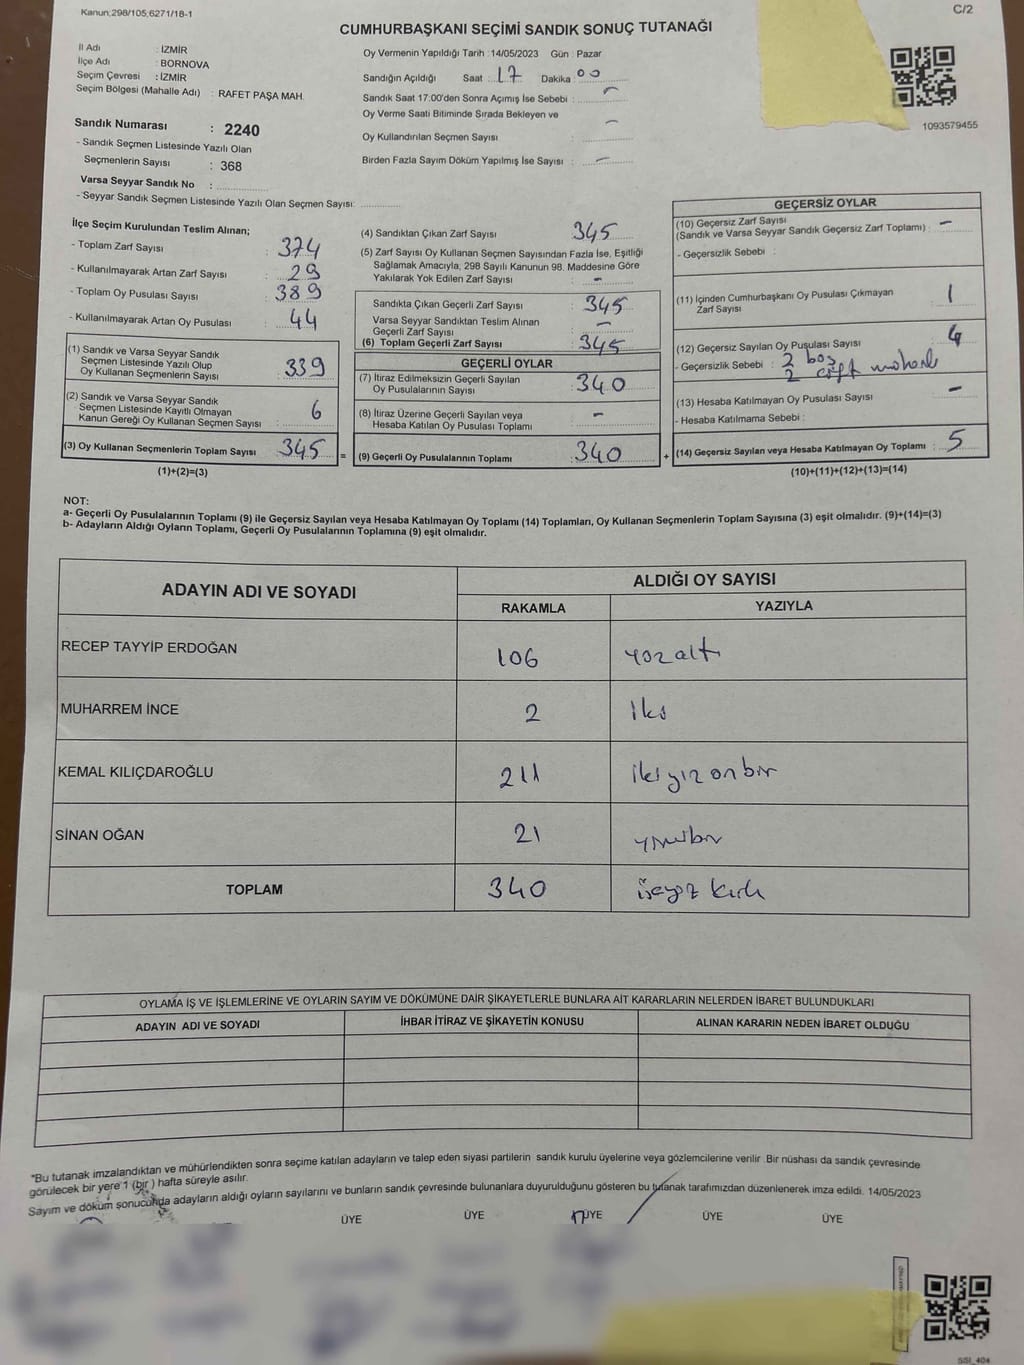 Kanun;298/105,6271/18-1
C/2
CUMHURBAŞKANI SEÇİMİ SANDIK SONUÇ TUTANAĞI
İl Adı : İZMİR
İlçe Adı : BORNOVA
Seçim Çevresi : İZMİR
Seçim Bölgesi (Mahalle Adı) : RAFET PAŞA MAH.
Sandık Numarası : 2240
- Sandık Seçmen Listesinde Yazılı Olan
Seçmenlerin Sayısı : 368
Varsa Seyyar Sandık No :
- Seyyar Sandık Seçmen Listesinde Yazılı Olan Seçmen Sayısı:
Oy Vermenin Yapıldığı Tarih :14/05/2023 Gün : Pazar
Sandığın Açıldığı Saat : 17 Dakika : 00
Sandık Saat 17:00'den Sonra Açımış İse Sebebi : -
Oy Verme Saati Bitiminde Sırada Bekleyen ve
Oy Kullandırılan Seçmen Sayısı : -
Birden Fazla Sayım Döküm Yapılmış İse Sayısı : -
1093579455
İlçe Seçim Kurulundan Teslim Alınan;
- Toplam Zarf Sayısı : 374
- Kullanılmayarak Artan Zarf Sayısı : 29
- Toplam Oy Pusulası Sayısı : 389
- Kullanılmayarak Artan Oy Pusulası : 44
(1) Sandık ve Varsa Seyyar Sandık
Seçmen Listesinde Yazılı Olup
Oy Kullanan Seçmenlerin Sayısı : 339
(2) Sandık ve Varsa Seyyar Sandık
Seçmen Listesinde Kayıtlı Olmayan
Kanun Gereği Oy Kullanan Seçmen Sayısı : 6
(3) Oy Kullanan Seçmenlerin Toplam Sayısı : 345
(1)+(2)=(3)
(4) Sandıktan Çıkan Zarf Sayısı : 345
(5) Zarf Sayısı Oy Kullanan Seçmen Sayısından Fazla İse, Eşitliği
Sağlamak Amacıyla, 298 Sayılı Kanunun 98. Maddesine Göre
Yakılarak Yok Edilen Zarf Sayısı : -
Sandıkta Çıkan Geçerli Zarf Sayısı : 345
Varsa Seyyar Sandıktan Teslim Alınan
Geçerli Zarf Sayısı : -
(6) Toplam Geçerli Zarf Sayısı : 345
GEÇERLİ OYLAR
(7) İtiraz Edilmeksizin Geçerli Sayılan
Oy Pusulalarının Sayısı : 340
(8) İtiraz Üzerine Geçerli Sayılan veya
Hesaba Katılan Oy Pusulası Toplamı : -
= (9) Geçerli Oy Pusulalarının Toplamı : 340
GEÇERSİZ OYLAR
(10) Geçersiz Zarf Sayısı
(Sandık ve Varsa Seyyar Sandık Geçersiz Zarf Toplamı) : -
- Geçersizlik Sebebi :
(11) İçinden Cumhurbaşkanı Oy Pusulası Çıkmayan
Zarf Sayısı : 1
(12) Geçersiz Sayılan Oy Pusulası Sayısı : 4
- Geçersizlik Sebebi : 2 boş
2 çift
(13) Hesaba Katılmayan Oy Pusulası Sayısı : -
- Hesaba Katılmama Sebebi :
+ (14) Geçersiz Sayılan veya Hesaba Katılmayan Oy Toplamı : 5
(10)+(11)+(12)+(13)=(14)
NOT:
a- Geçerli Oy Pusulalarının Toplamı (9) ile Geçersiz Sayılan veya Hesaba Katılmayan Oy Toplamı (14) Toplamları, Oy Kullanan Seçmenlerin Toplam Sayısına (3) eşit olmalıdır. (9)+(14)=(3)
b- Adayların Aldığı Oyların Toplamı, Geçerli Oy Pusulalarının Toplamına (9) eşit olmalıdır.
ADAYIN ADI VE SOYADI
ALDIĞI OY SAYISI
RAKAMLA YAZIYLA
RECEP TAYYİP ERDOĞAN 106 yüz altı
MUHARREM İNCE 2 iki
KEMAL KILIÇDAROĞLU 211 iki yüz on bir
SİNAN OĞAN 21 yirmibir
TOPLAM 340 üçyüz kırk
OYLAMA İŞ VE İŞLEMLERİNE VE OYLARIN SAYIM VE DÖKÜMÜNE DAİR ŞİKAYETLERLE BUNLARA AİT KARARLARIN NELERDEN İBARET BULUNDUKLARI
ADAYIN ADI VE SOYADI İHBAR İTİRAZ VE ŞİKAYETİN KONUSU ALINAN KARARIN NEDEN İBARET OLDUĞU
*Bu tutanak imzalandıktan ve mühürlendikten sonra seçime katılan adayların ve talep eden siyasi partilerin sandık kurulu üyelerine veya gözlemcilerine verilir. Bir nüshası da sandık çevresinde
görülecek bir yere 1 (bir) hafta süreyle asılır.
Sayım ve döküm sonucunda adayların aldığı oyların sayılarını ve bunların sandık çevresinde bulunanlara duyurulduğunu gösteren bu tutanak tarafımızdan düzenlenerek imza edildi. 14/05/2023
ÜYE ÜYE ÜYE ÜYE ÜYE
SSI_404